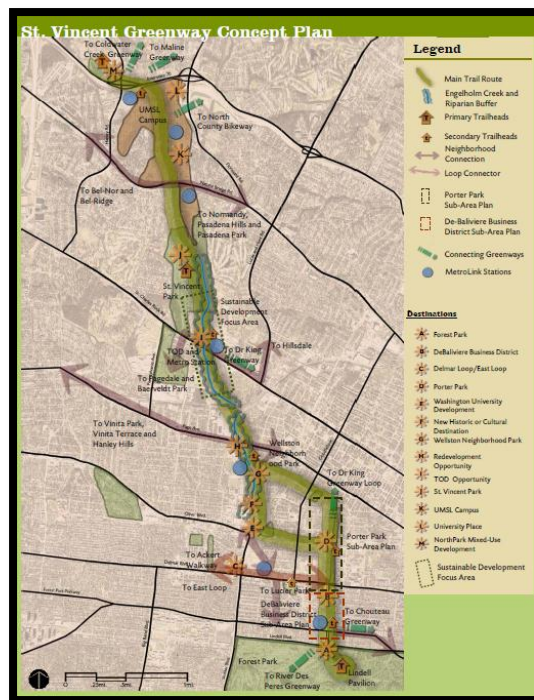 St. Vincent Greenway Concept Plan
To Coldwater
Creek Greenway
To Maline
Greenway
UMSL
Campus
To North
County Bikeway
To Bel-Nor and
Bel-Ridge
To Normandy,
Pasadena Hills and
Pasadena Park
St. Vincent
Park
Sustainable
Development
Focus Area
TOD and
Metro Station
To Dr King
Greenway
To Hillsdale
To Pagedale and
Baerveldt Park
To Vinita Park,
Vinita Terrace and
Hanley Hills
Wellston
Neighborh
ood Park
To Dr King
Greenway Loop
Porter Park
Sub-Area Plan
To Ackert
Walkway
To East Loop
To Lucier Park
DeBaliviere
Business District
Sub-Area Plan
To Chouteau
Greenway
Forest Park
To River Des
Peres Greenway
Lindell
Pavilion
0 .25mi .5mi 1mi
Legend
Main Trail Route
Engelholm Creek and
Riparian Buffer
Primary Trailheads
Secondary Trailheads
Neighborhood
Connection
Loop Connector
Porter Park
Sub-Area Plan
De-Baliviere Business
District Sub-Area Plan
Connecting Greenways
MetroLink Stations
Destinations
Forest Park
DeBaliviere Business District
Delmar Loop/East Loop
Porter Park
Washington University
Development
New Historic or Cultural
Destination
Wellston Neighborhood Park
Redevelopment
Opportunity
TOD Opportunity
St. Vincent Park
UMSL Campus
University Place
NorthPark Mixed-Use
Development
Sustainable Development
Focus Area